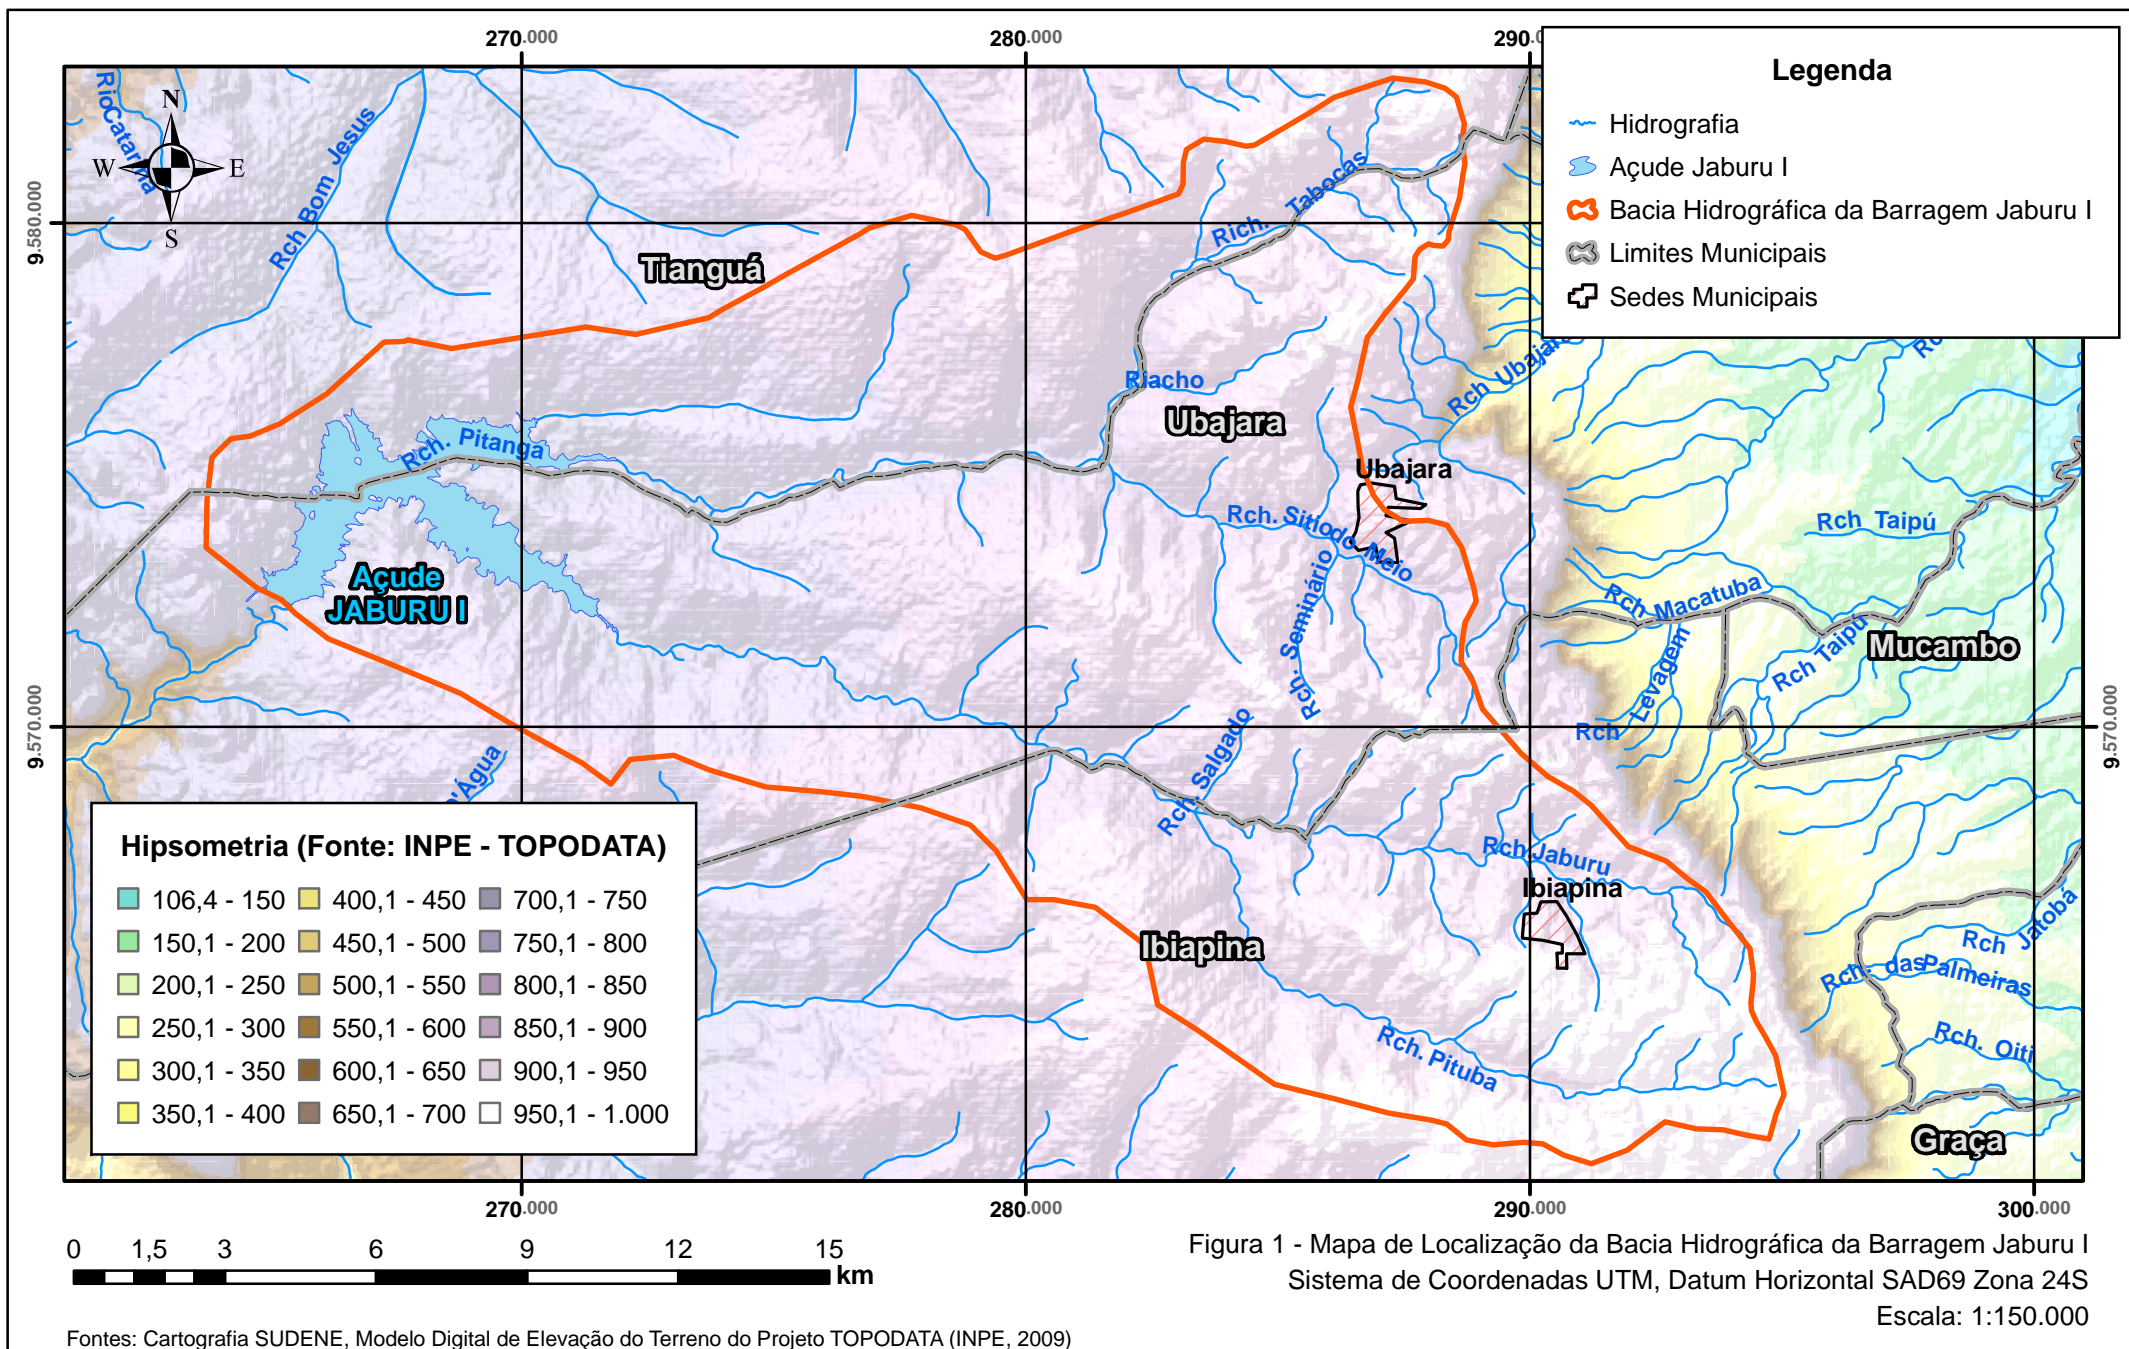 270.000
280.000
290.0
Legenda
Hidrografia
Açude Jaburu I
Bacia Hidrográfica da Barragem Jaburu I
Limites Municipais
Sedes Municipais
N
W
E
S
Rio Catarina
Rch Bom Jesus
9.580.000
Tianguá
Rich. Tabocas
Riacho
Ubajara
Rch Ubajara
Rch. Pitanga
Ubajara
Rch. Sitiodo Meio
Rch Taipú
Açude
JABURU I
Rch. Seminário
Rch Macatuba
Rch Levagem
Rch Taipú
Mucambo
9.570.000
9.570.000
Rch. Salgado
o'Água
Rch.Jaburu
Ibiapina
Ibiapina
Rch Jatobá
Rch. das Palmeiras
Rch. Oiti
Rch. Pituba
Graça
Hipsometria (Fonte: INPE - TOPODATA)
106,4 - 150 400,1 - 450 700,1 - 750
150,1 - 200 450,1 - 500 750,1 - 800
200,1 - 250 500,1 - 550 800,1 - 850
250,1 - 300 550,1 - 600 850,1 - 900
300,1 - 350 600,1 - 650 900,1 - 950
350,1 - 400 650,1 - 700 950,1 - 1.000
270.000
280.000
290.000
300.000
0 1,5 3 6 9 12 15
km
Figura 1 - Mapa de Localização da Bacia Hidrográfica da Barragem Jaburu I
Sistema de Coordenadas UTM, Datum Horizontal SAD69 Zona 24S
Escala: 1:150.000
Fontes: Cartografia SUDENE, Modelo Digital de Elevação do Terreno do Projeto TOPODATA (INPE, 2009)